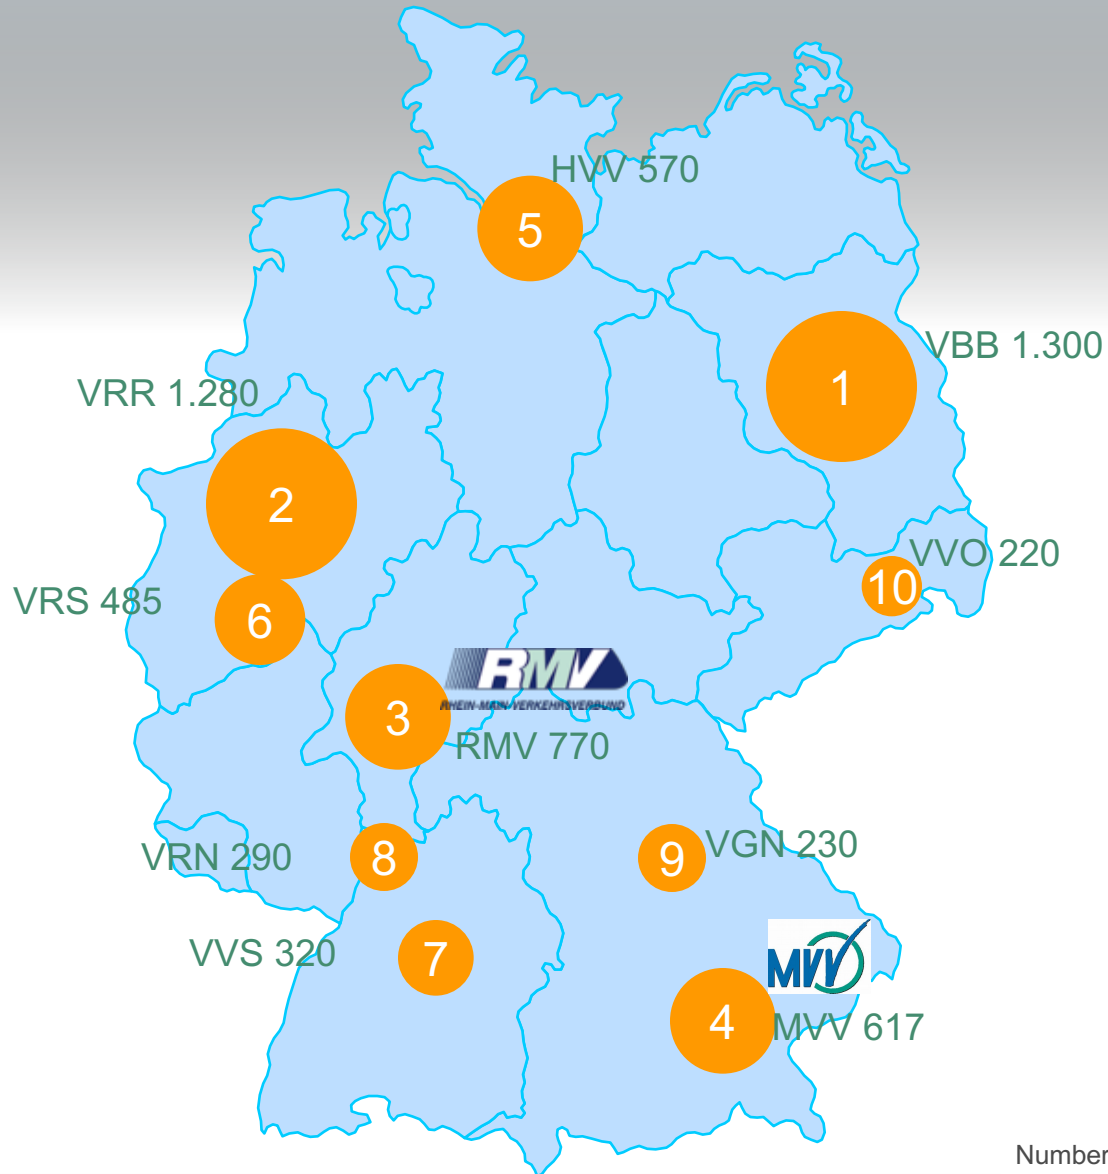 HVV 570
5
VBB 1.300
1
VRR 1.280
2
VVO 220
10
VRS 485
6
RMV
RHEIN-MAIN-VERKEHRSVERBUND
3
RMV 770
VRN 290
8
9
VGN 230
VVS 320
7
MVV
4
MVV 617
Number